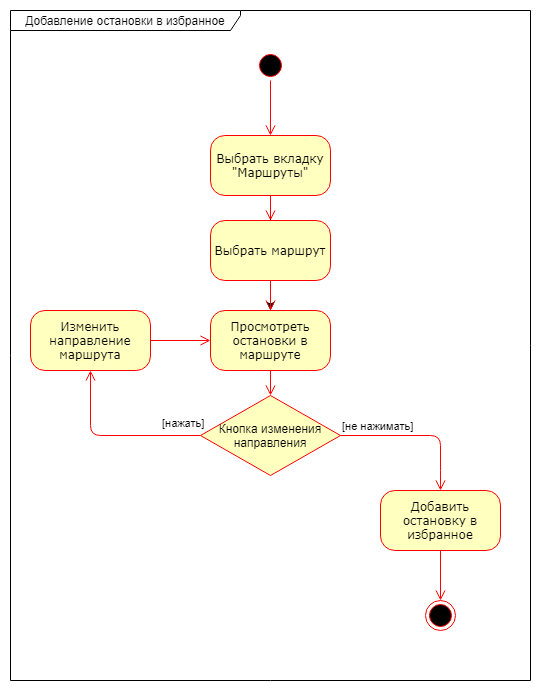 Добавление остановки в избранное
Выбрать вкладку
"Маршруты"
Выбрать маршрут
Изменить
направление
маршрута
Просмотреть
остановки в
маршруте
[нажать]
Кнопка изменения
направления
[не нажимать]
Добавить
остановку в
избранное